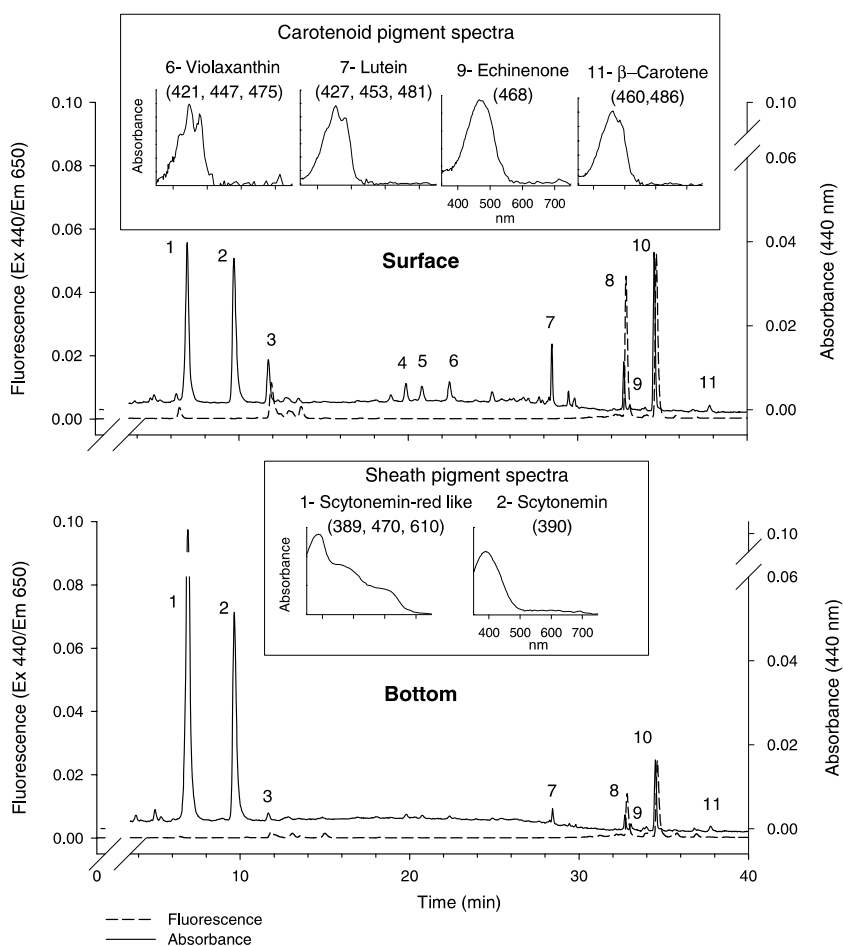 Carotenoid pigment spectra
6- Violaxanthin 7- Lutein 9- Echinenone 11- β–Carotene
(421, 447, 475) (427, 453, 481) (468) (460,486)
Absorbance
400 500 700
nm
Fluorescence (Ex 440/Em 650)
0.10
0.08
0.06
0.04
0.02
0.00
Surface
1 2 3 4 5 6 7 8 9 10 11
0.10
0.06
0.04
0.02
0.00
Absorbance (440 nm)
Sheath pigment spectra
1- Scytonemin-red like 2- Scytonemin
(389, 470, 610) (390)
Absorbance
400 500 700
nm
Fluorescence (Ex 440/Em 650)
0.10
0.08
0.06
0.04
0.02
0.00
Bottom
1 2 3 7 8 9 10 11
0.10
0.06
0.04
0.02
0.00
Absorbance (440 nm)
0 10 20 30 40
Time (min)
Fluorescence
Absorbance